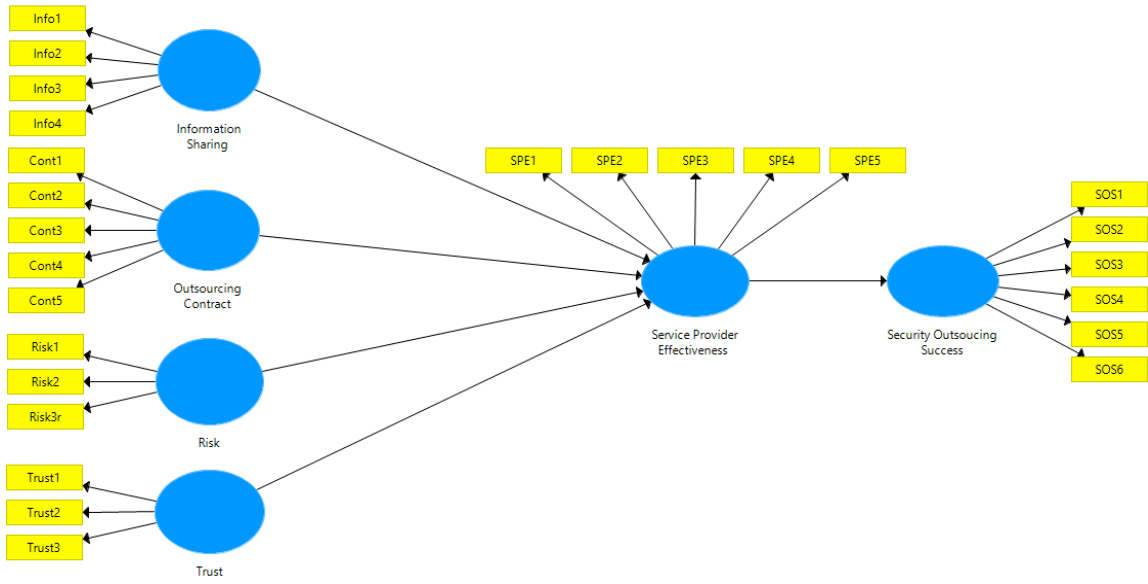 Info1
Info2
Info3
Info4
Information
Sharing
Cont1
Cont2
Cont3
Cont4
Cont5
Outsourcing
Contract
Risk1
Risk2
Risk3r
Risk
Trust1
Trust2
Trust3
Trust
SPE1
SPE2
SPE3
SPE4
SPE5
Service Provider
Effectiveness
Security Outsoucing
Success
SOS1
SOS2
SOS3
SOS4
SOS5
SOS6